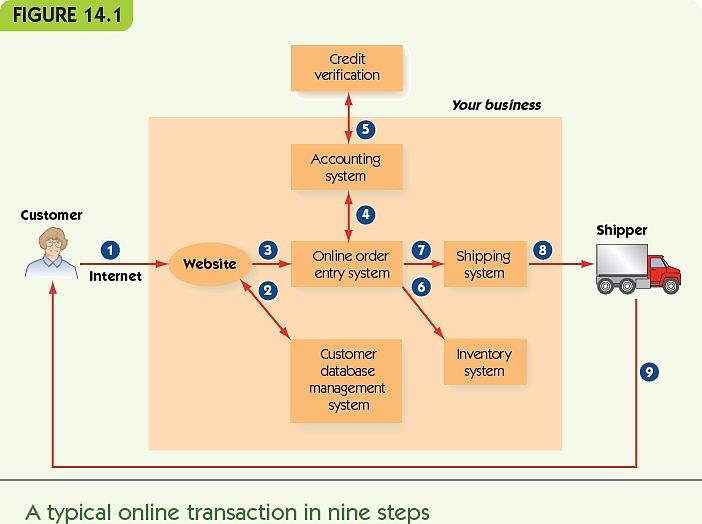 FIGURE 14.1
Credit
verification
Your business
5
Accounting
system
4
Customer
1
Internet
Website
3
Online order
entry system
7
Shipping
system
8
Shipper
2
6
Customer
database
management
system
Inventory
system
9
A typical online transaction in nine steps